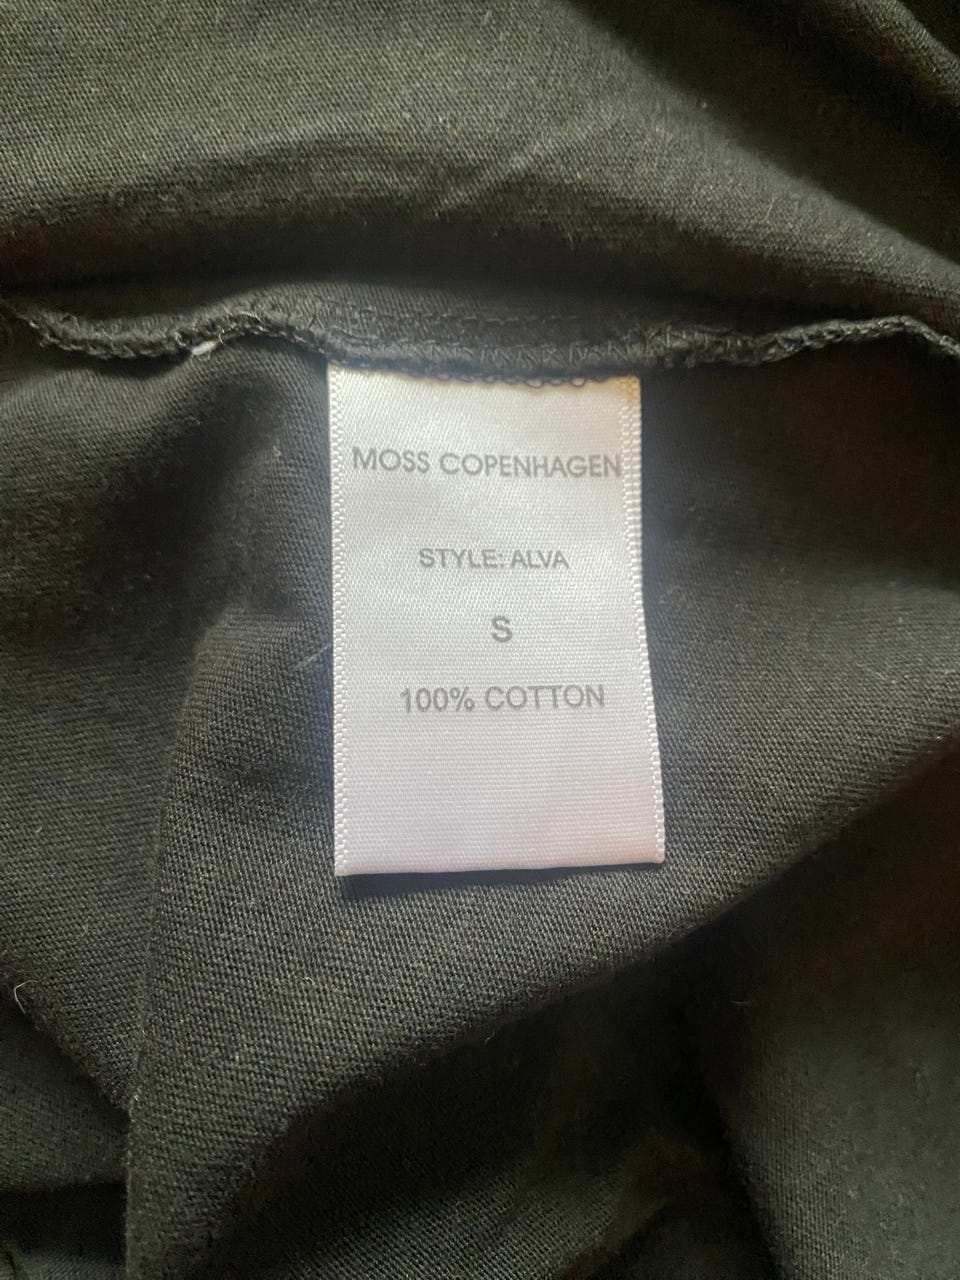 MOSS COPENHAGEN
STYLE: ALVA
S
100% COTTON